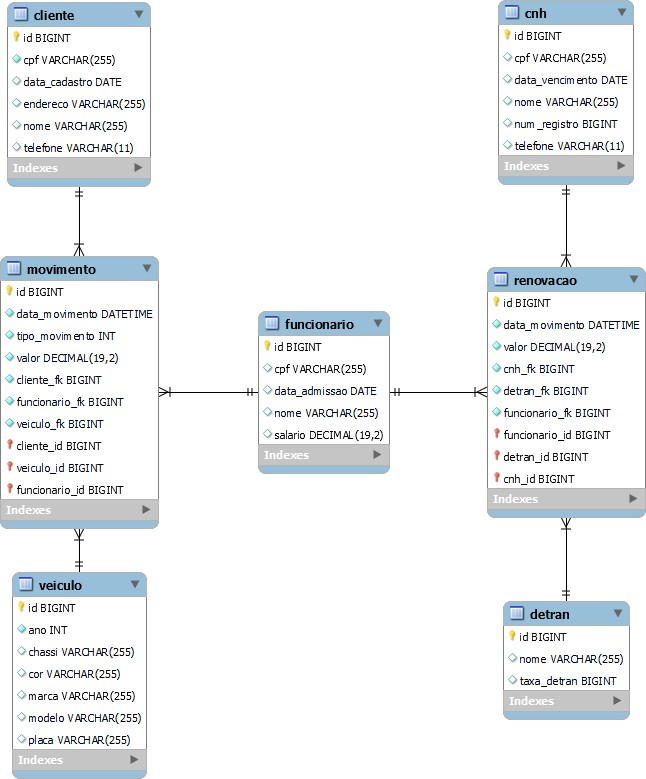 cliente
id BIGINT
cpf VARCHAR(255)
data_cadastro DATE
endereco VARCHAR(255)
nome VARCHAR(255)
telefone VARCHAR(11)
Indexes
cnh
id BIGINT
cpf VARCHAR(255)
data_vencimento DATE
nome VARCHAR(255)
num_registro BIGINT
telefone VARCHAR(11)
Indexes
movimento
id BIGINT
data_movimento DATETIME
tipo_movimento INT
valor DECIMAL(19,2)
cliente_fk BIGINT
funcionario_fk BIGINT
veiculo_fk BIGINT
cliente_id BIGINT
veiculo_id BIGINT
funcionario_id BIGINT
Indexes
funcionario
id BIGINT
cpf VARCHAR(255)
data_admissao DATE
nome VARCHAR(255)
salario DECIMAL(19,2)
Indexes
renovacao
id BIGINT
data_movimento DATETIME
valor DECIMAL(19,2)
cnh_fk BIGINT
detran_fk BIGINT
funcionario_fk BIGINT
funcionario_id BIGINT
detran_id BIGINT
cnh_id BIGINT
Indexes
veiculo
id BIGINT
ano INT
chassi VARCHAR(255)
cor VARCHAR(255)
marca VARCHAR(255)
modelo VARCHAR(255)
placa VARCHAR(255)
Indexes
detran
id BIGINT
nome VARCHAR(255)
taxa_detran BIGINT
Indexes